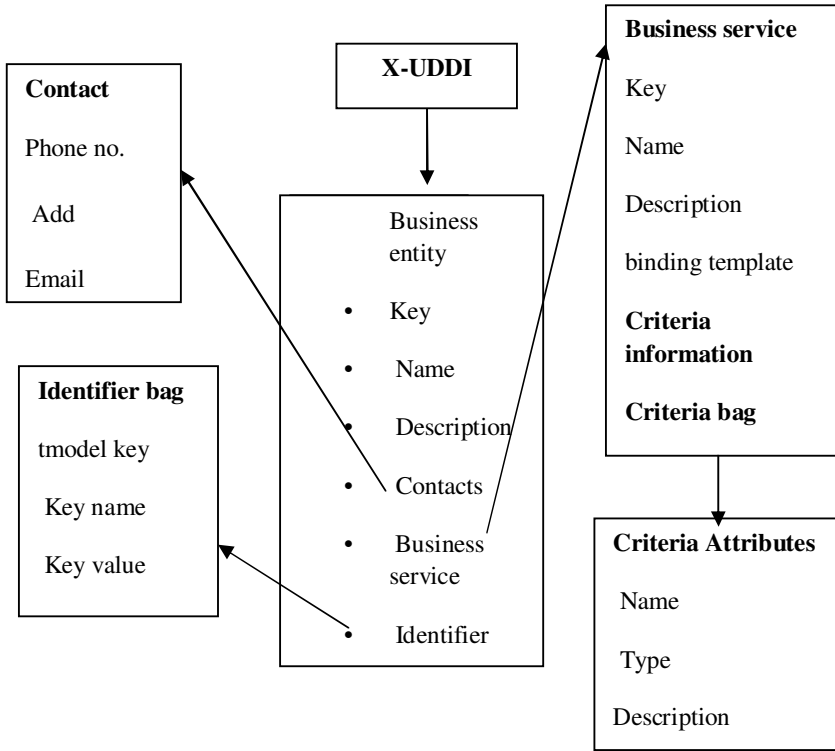 X-UDDI
Contact
Phone no.
Add
Email
Identifier bag
tmodel key
Key name
Key value
Business
entity
• Key
• Name
• Description
• Contacts
• Business
service
• Identifier
Business service
Key
Name
Description
binding template
Criteria
information
Criteria bag
Criteria Attributes
Name
Type
Description